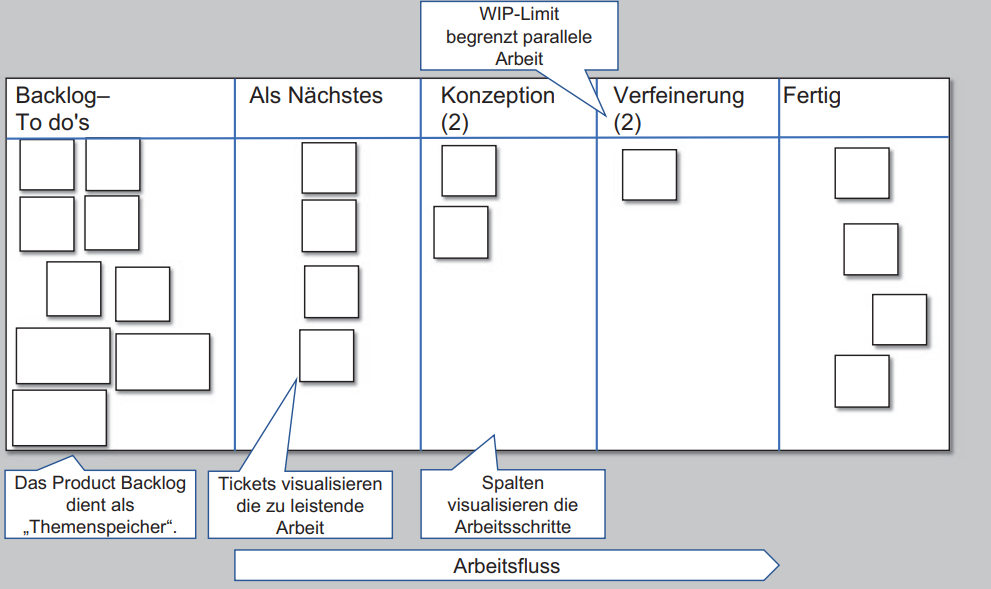 WIP-Limit
begrenzt parallele
Arbeit
Backlog–
To do's
Als Nächstes
Konzeption
(2)
Verfeinerung
(2)
Fertig
Das Product Backlog
dient als
„Themenspeicher“.
Tickets visualisieren
die zu leistende
Arbeit
Spalten
visualisieren die
Arbeitsschritte
Arbeitsfluss